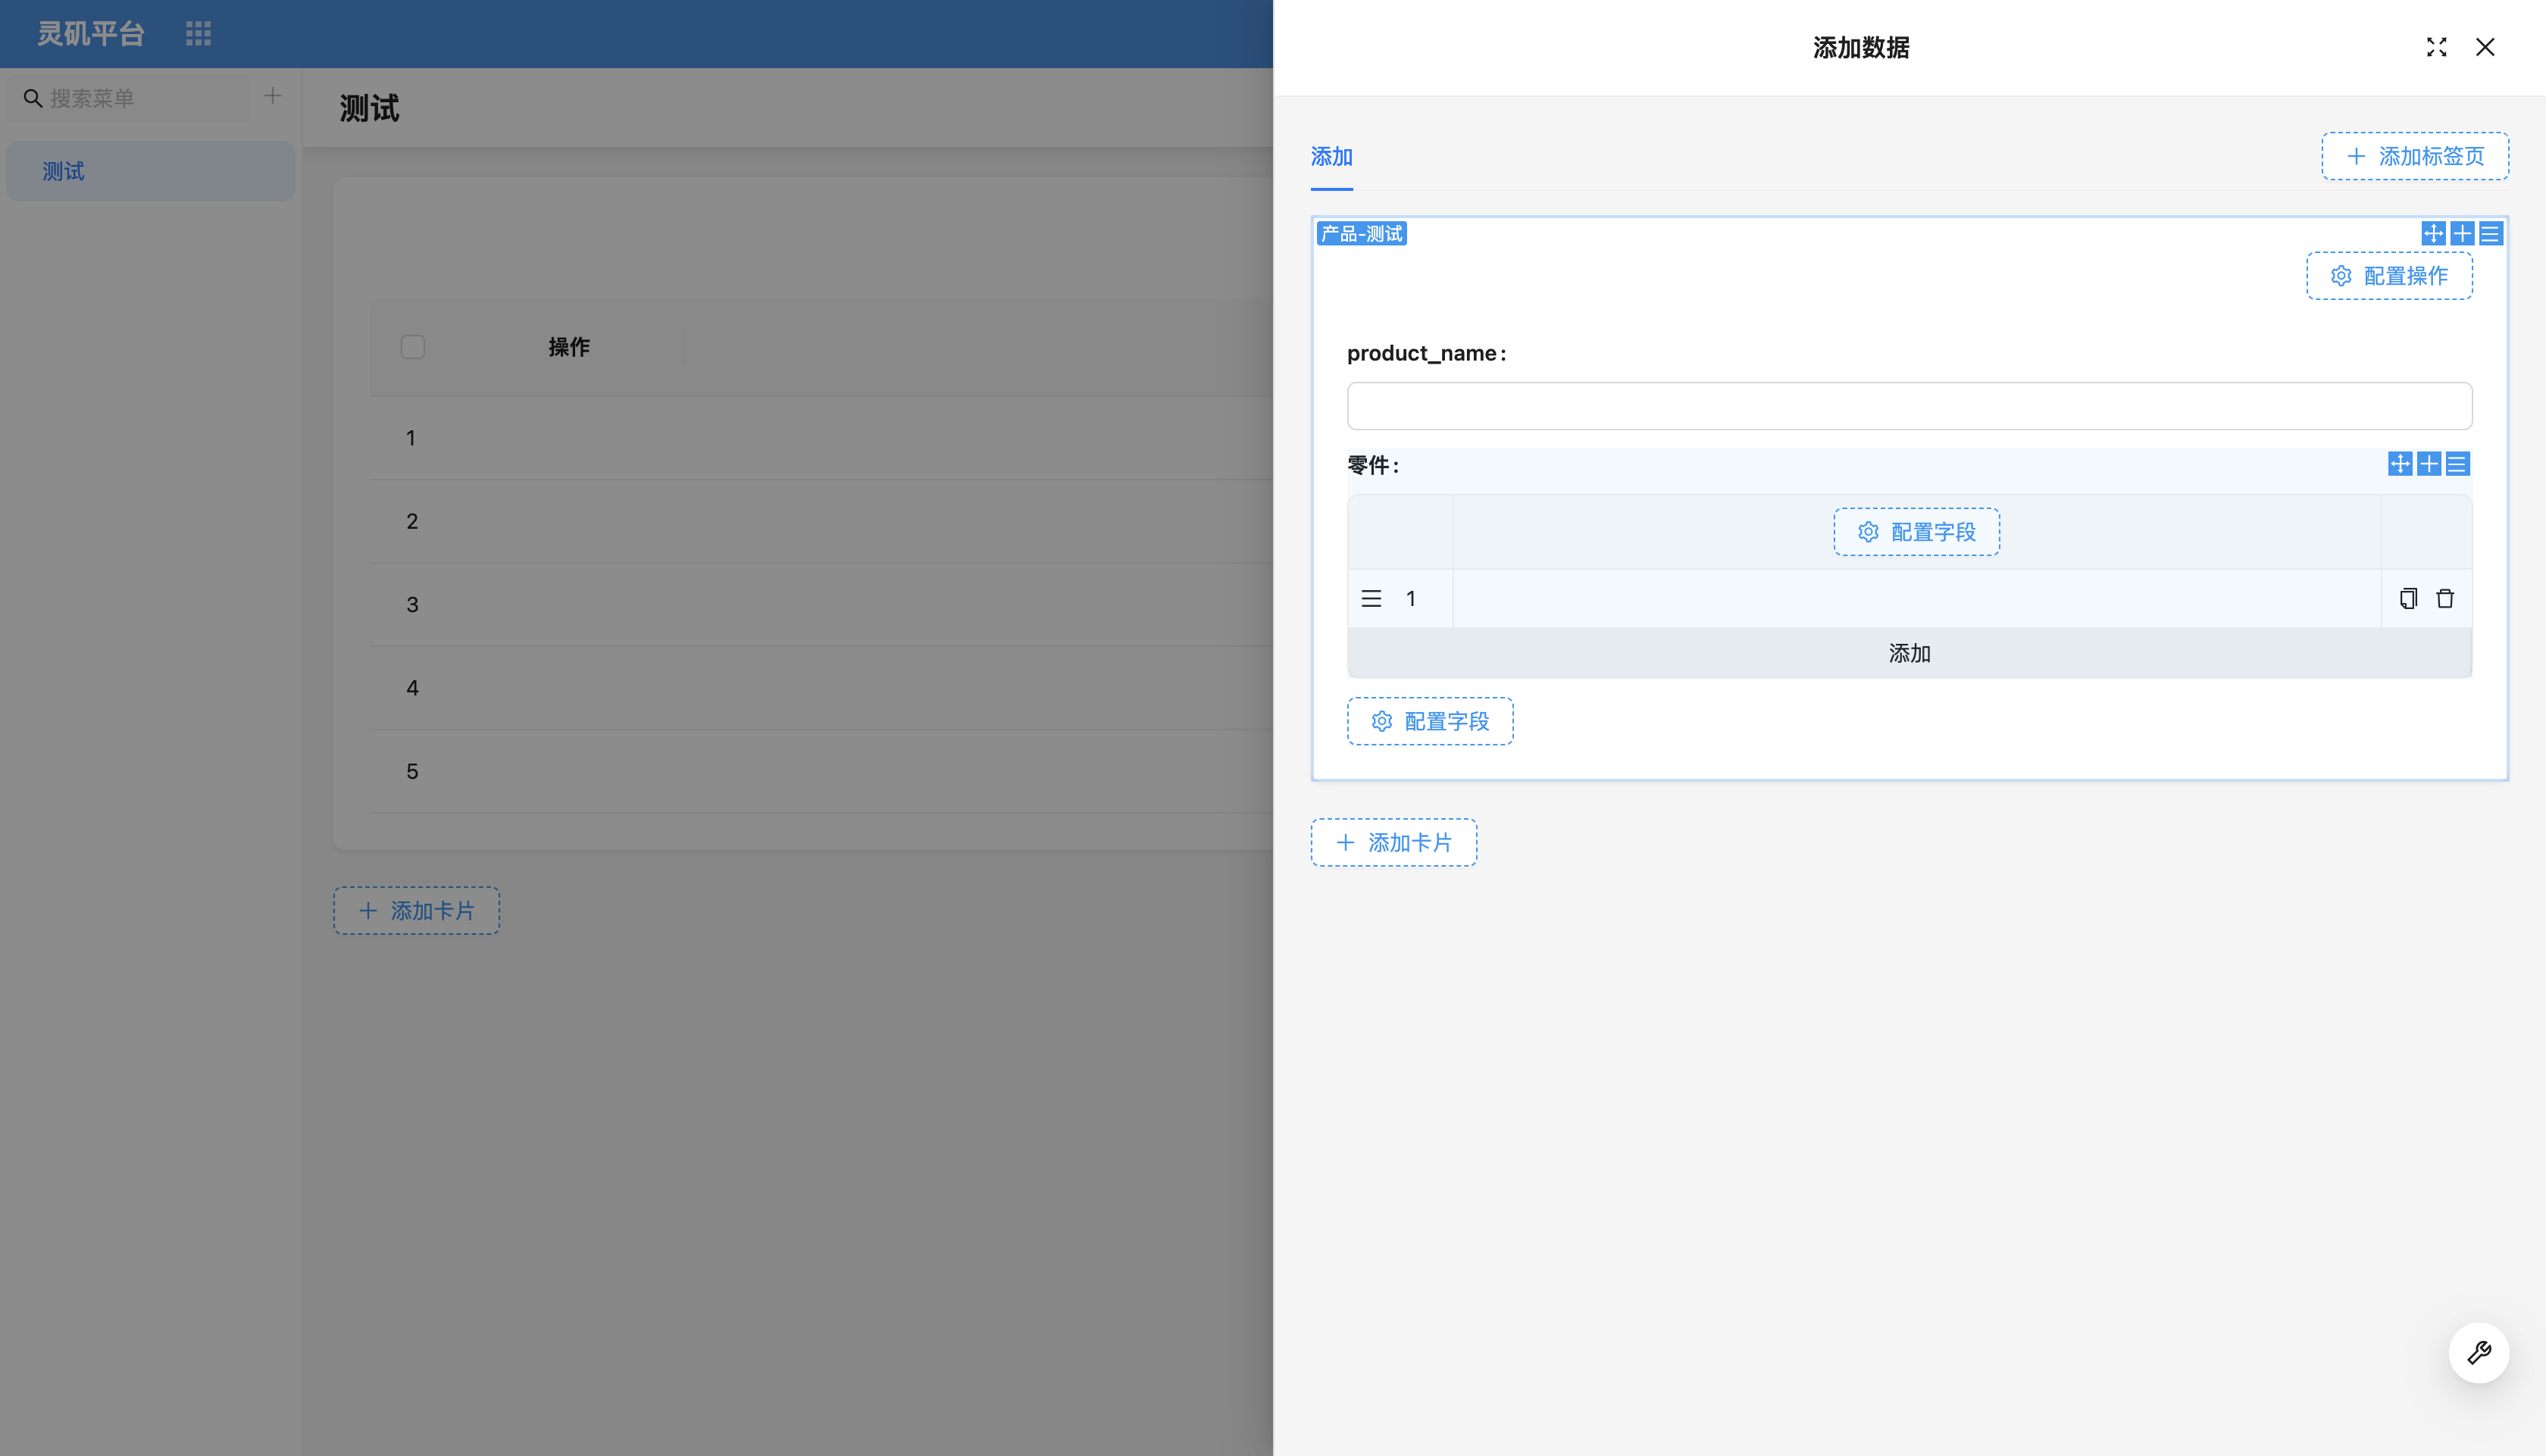 灵矶平台
搜索菜单
测试
测试
操作
1
2
3
4
5
添加卡片
添加数据
添加
添加标签页
产品-测试
配置操作
product_name:
零件:
配置字段
1
添加
配置字段
添加卡片